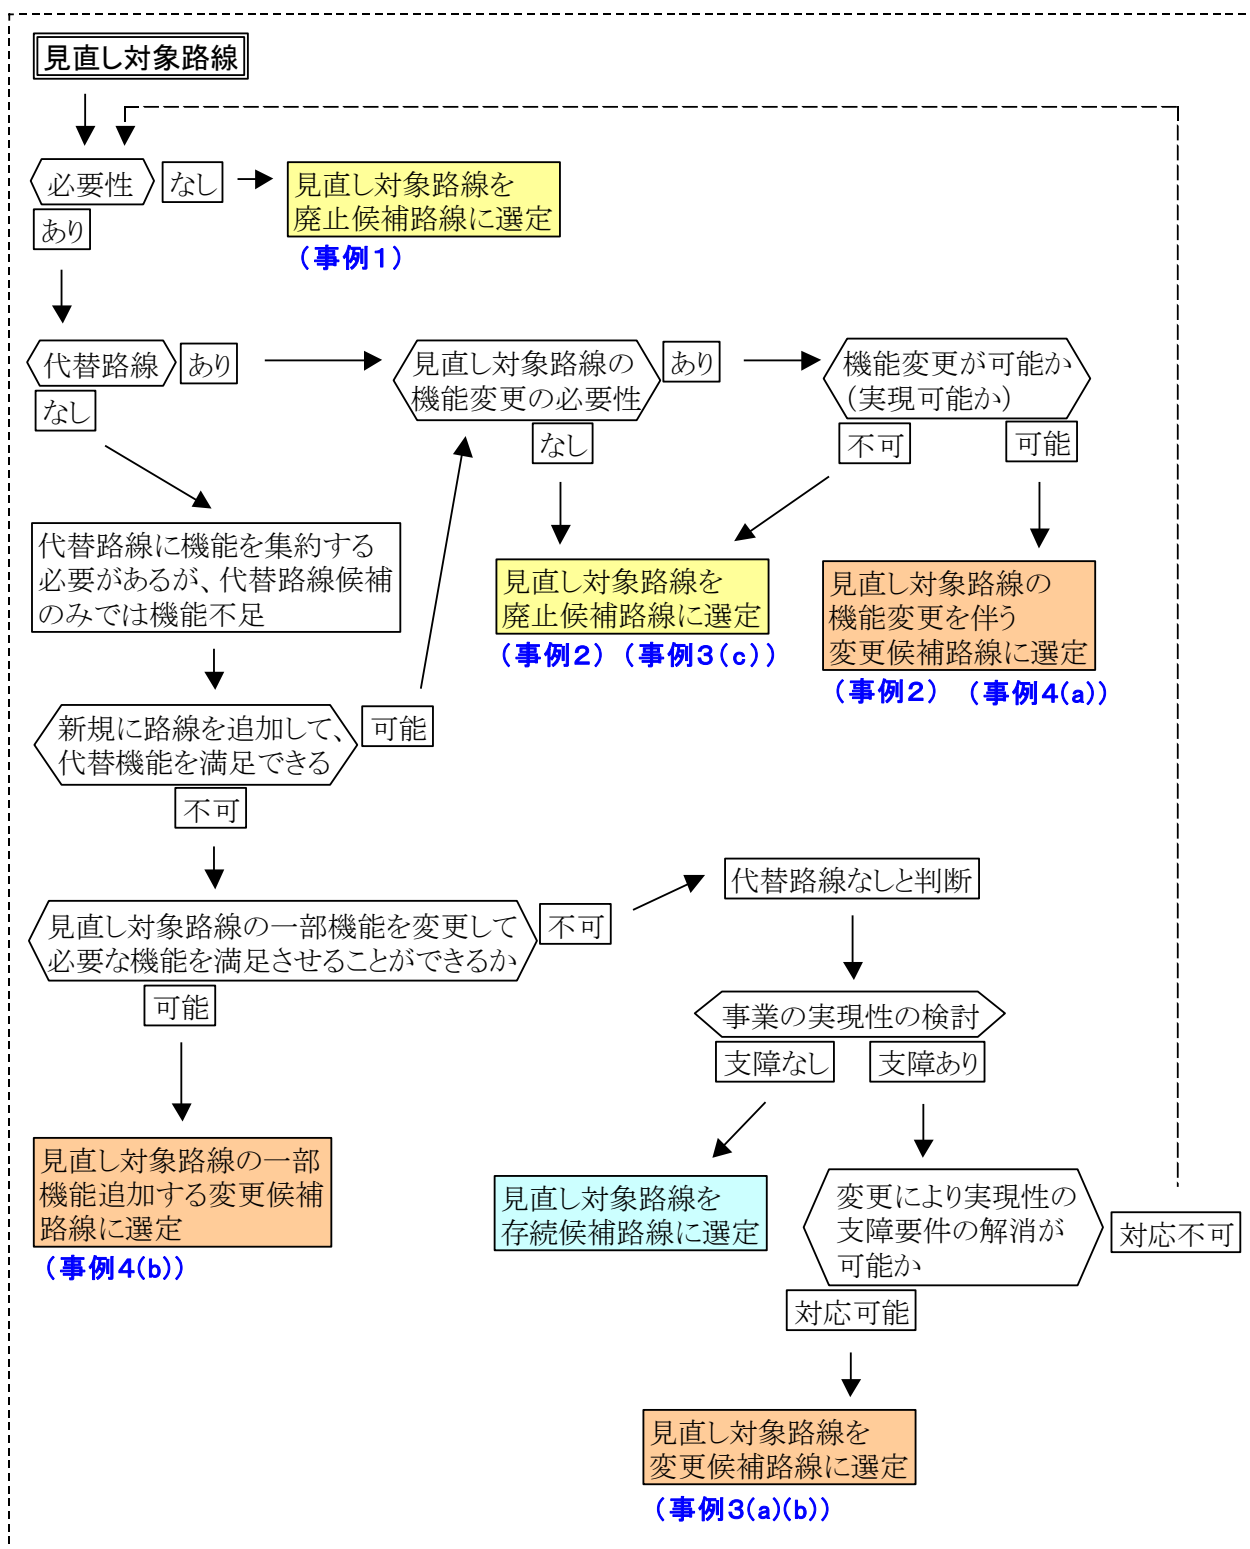 見直し対象路線
必要性
なし
あり
見直し対象路線を
廃止候補路線に選定
（事例１）
代替路線
あり
なし
見直し対象路線の
機能変更の必要性
あり
なし
機能変更が可能か
（実現可能か）
不可
可能
代替路線に機能を集約する
必要があるが、代替路線候補
のみでは機能不足
見直し対象路線を
廃止候補路線に選定
（事例２）（事例３(c)）
見直し対象路線の
機能変更を伴う
変更候補路線に選定
（事例２）（事例４(a)）
新規に路線を追加して、
代替機能を満足できる
可能
不可
見直し対象路線の一部機能を変更して
必要な機能を満足させることができるか
不可
可能
代替路線なしと判断
事業の実現性の検討
支障なし
支障あり
見直し対象路線の一部
機能追加する変更候補
路線に選定
（事例４(b)）
見直し対象路線を
存続候補路線に選定
変更により実現性の
支障要件の解消が
可能か
対応不可
対応可能
見直し対象路線を
変更候補路線に選定
（事例３(a)(b)）